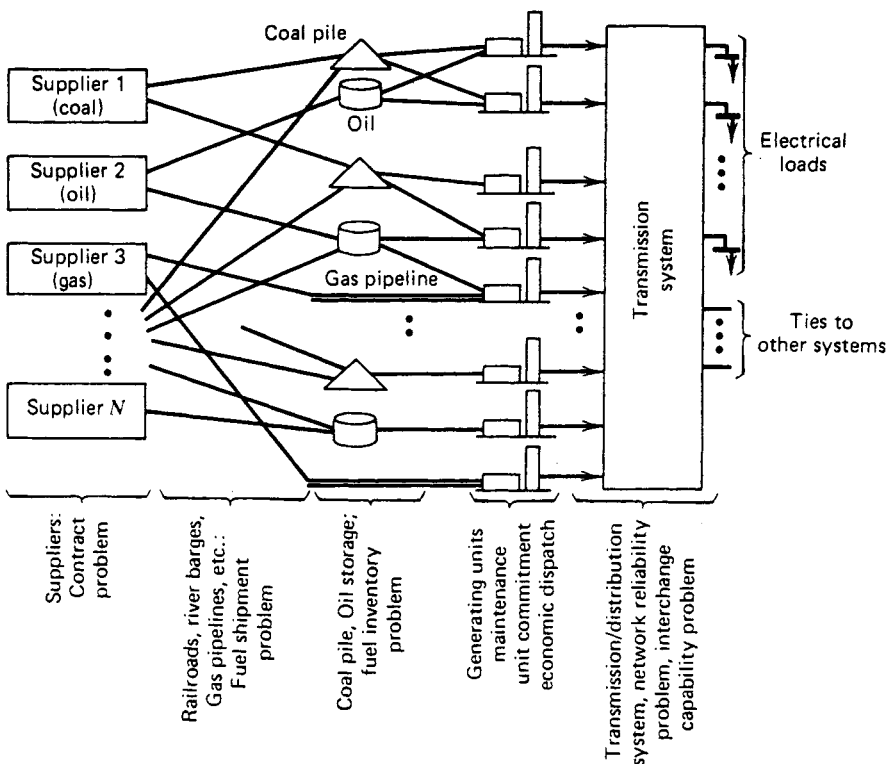 Coal pile
Supplier 1
(coal)
Oil
Supplier 2
(oil)
Supplier 3
(gas)
Gas pipeline
Supplier N
Transmission
system
Electrical
loads
Ties to
other systems
Suppliers:
Contract
problem
Railroads, river barges,
Gas pipelines, etc.:
Fuel shipment
problem
Coal pile, Oil storage;
fuel inventory
problem
Generating units
maintenance
unit commitment
economic dispatch
Transmission/distribution
system, network reliability
problem, interchange
capability problem